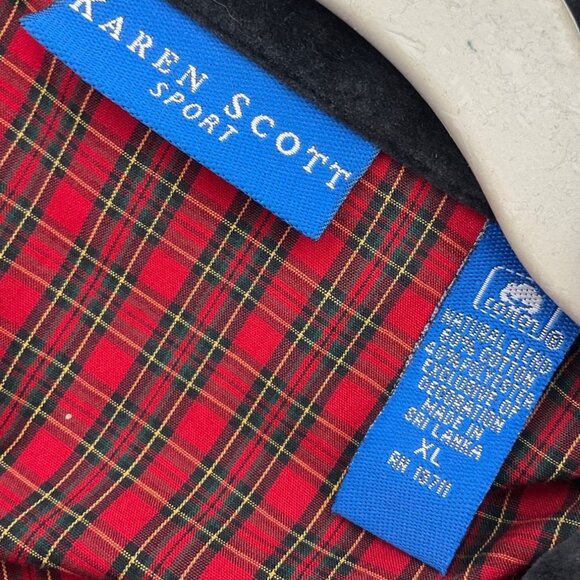 KAREN SCOTT
SPORT
COTTON
NATURAL BLEND
60% COTTON
40% POLYESTER
EXCLUSIVE OF
DECORATION
MADE IN
SRI LANKA
XL
RN 13711